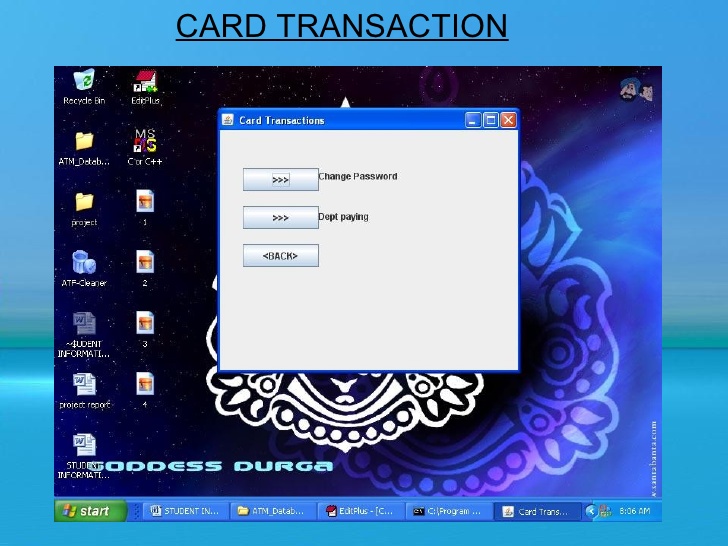 CARD TRANSACTION
Recycle Bin
EditPlus
ATM_Datab...
C or C++
project
1
ATF-Cleaner
2
~$UDENT
INFORMATI...
3
project report
4
STUDENT
INFORMATI...
Card Transactions
>>>
Change Password
>>>
Dept paying
<BACK>
GODDESS DURGA
start
STUDENT IN...
ATM_Datab...
EditPlus - [C...
C:\Program ...
Card Trans...
8:06 AM